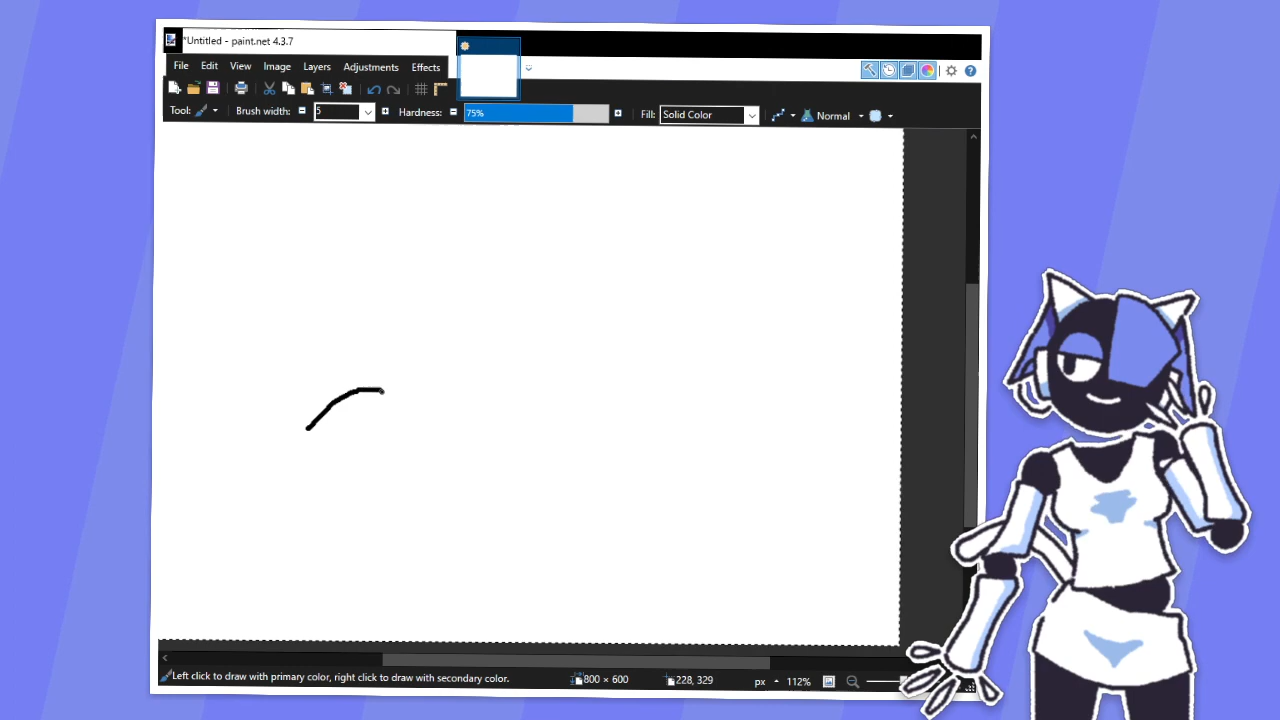 *Untitled - paint.net 4.3.7
File Edit View Image Layers Adjustments Effects
Tool: Brush width: 5 Hardness: 75% Fill: Solid Color Normal
Left click to draw with primary color, right click to draw with secondary color. 800 × 600 228, 329 px 112%